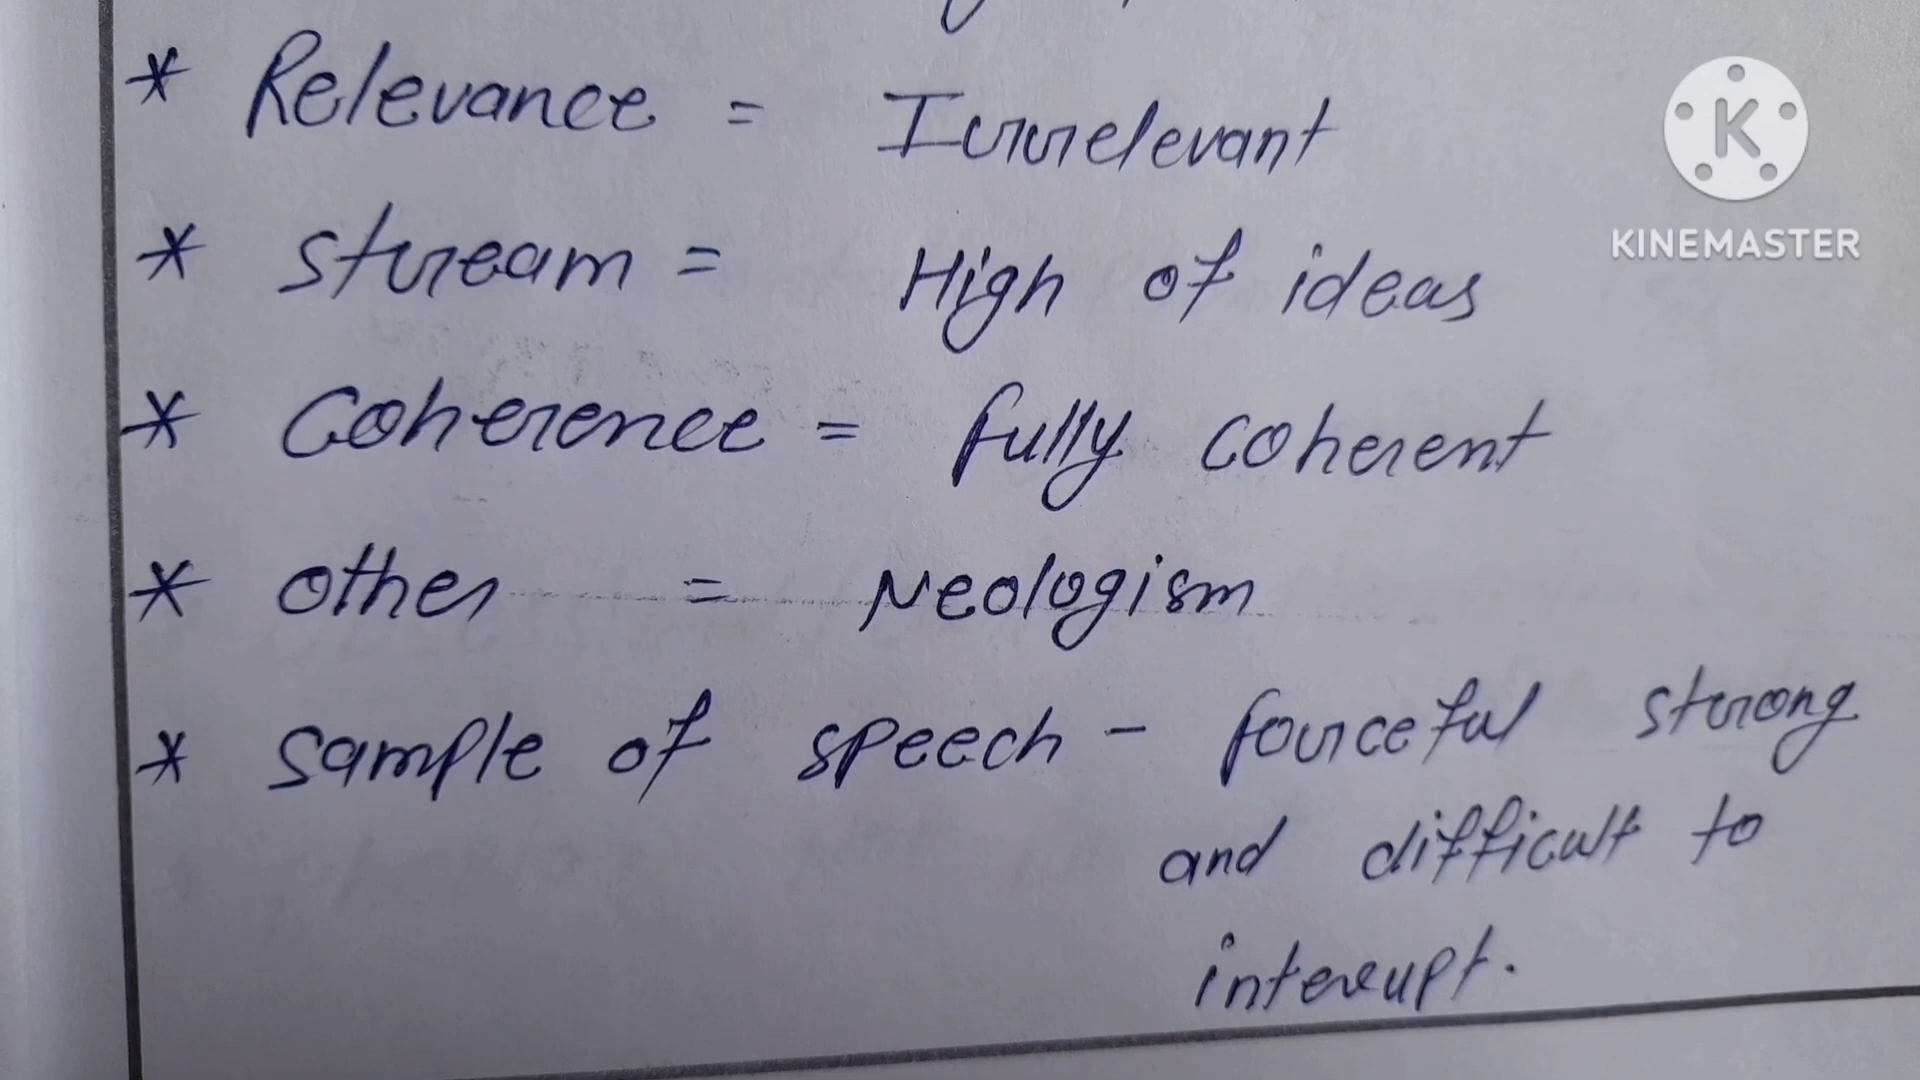 * Relevance = Irrelevant
K
KINEMASTER
* Stream = High of ideas
* Coherence = fully coherent
* other = Neologism
* Sample of speech - forceful strong
and difficult to
interupt.